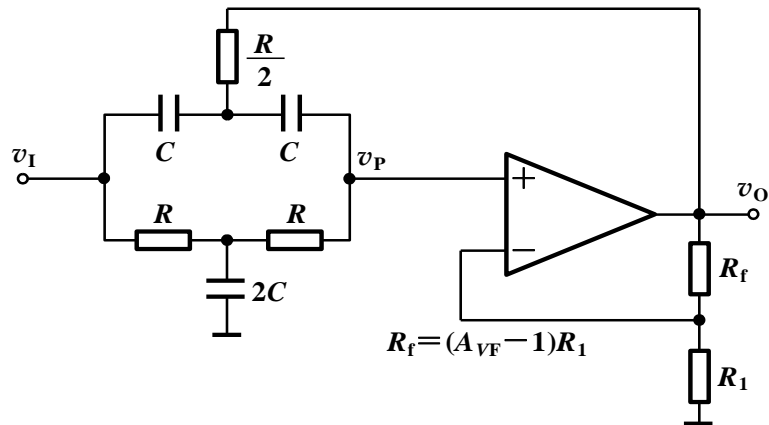 R/2
C
C
v_I
v_P
+
−
v_O
R
R
2C
R_f
R_f=(A_VF−1)R_1
R_1